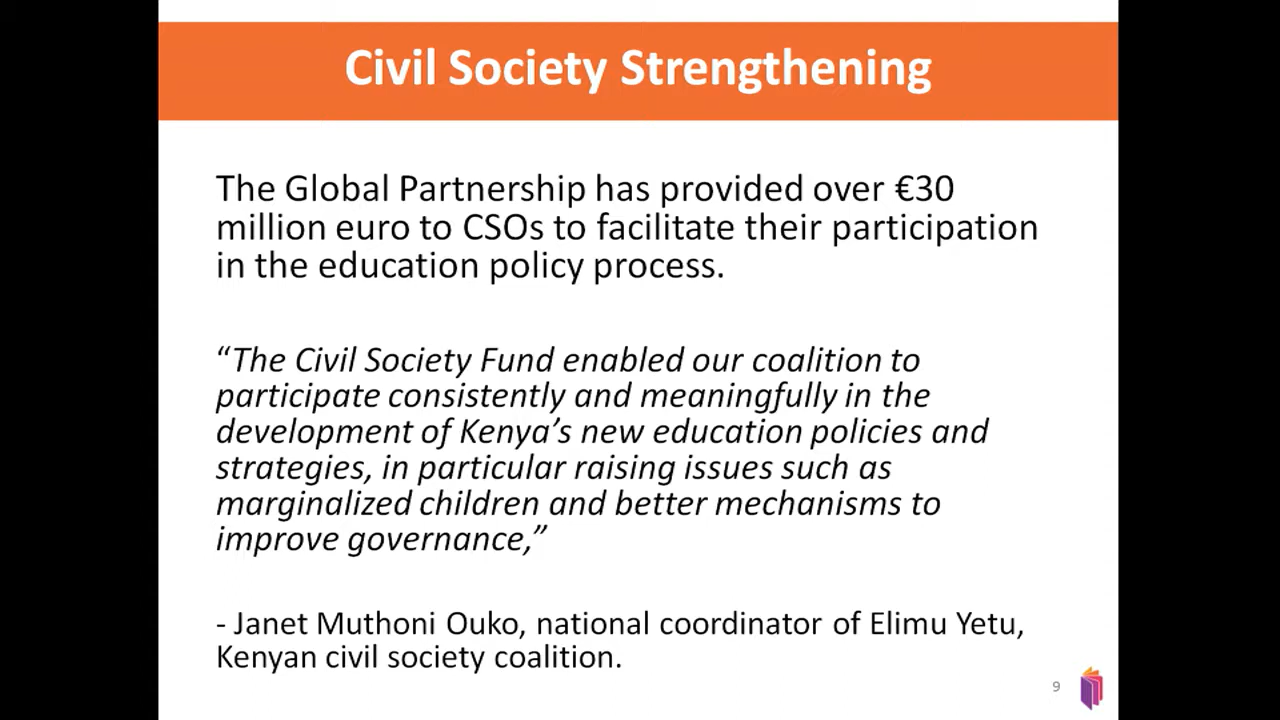 Civil Society Strengthening
The Global Partnership has provided over €30
million euro to CSOs to facilitate their participation
in the education policy process.
“The Civil Society Fund enabled our coalition to
participate consistently and meaningfully in the
development of Kenya’s new education policies and
strategies, in particular raising issues such as
marginalized children and better mechanisms to
improve governance,”
- Janet Muthoni Ouko, national coordinator of Elimu Yetu,
Kenyan civil society coalition.
9